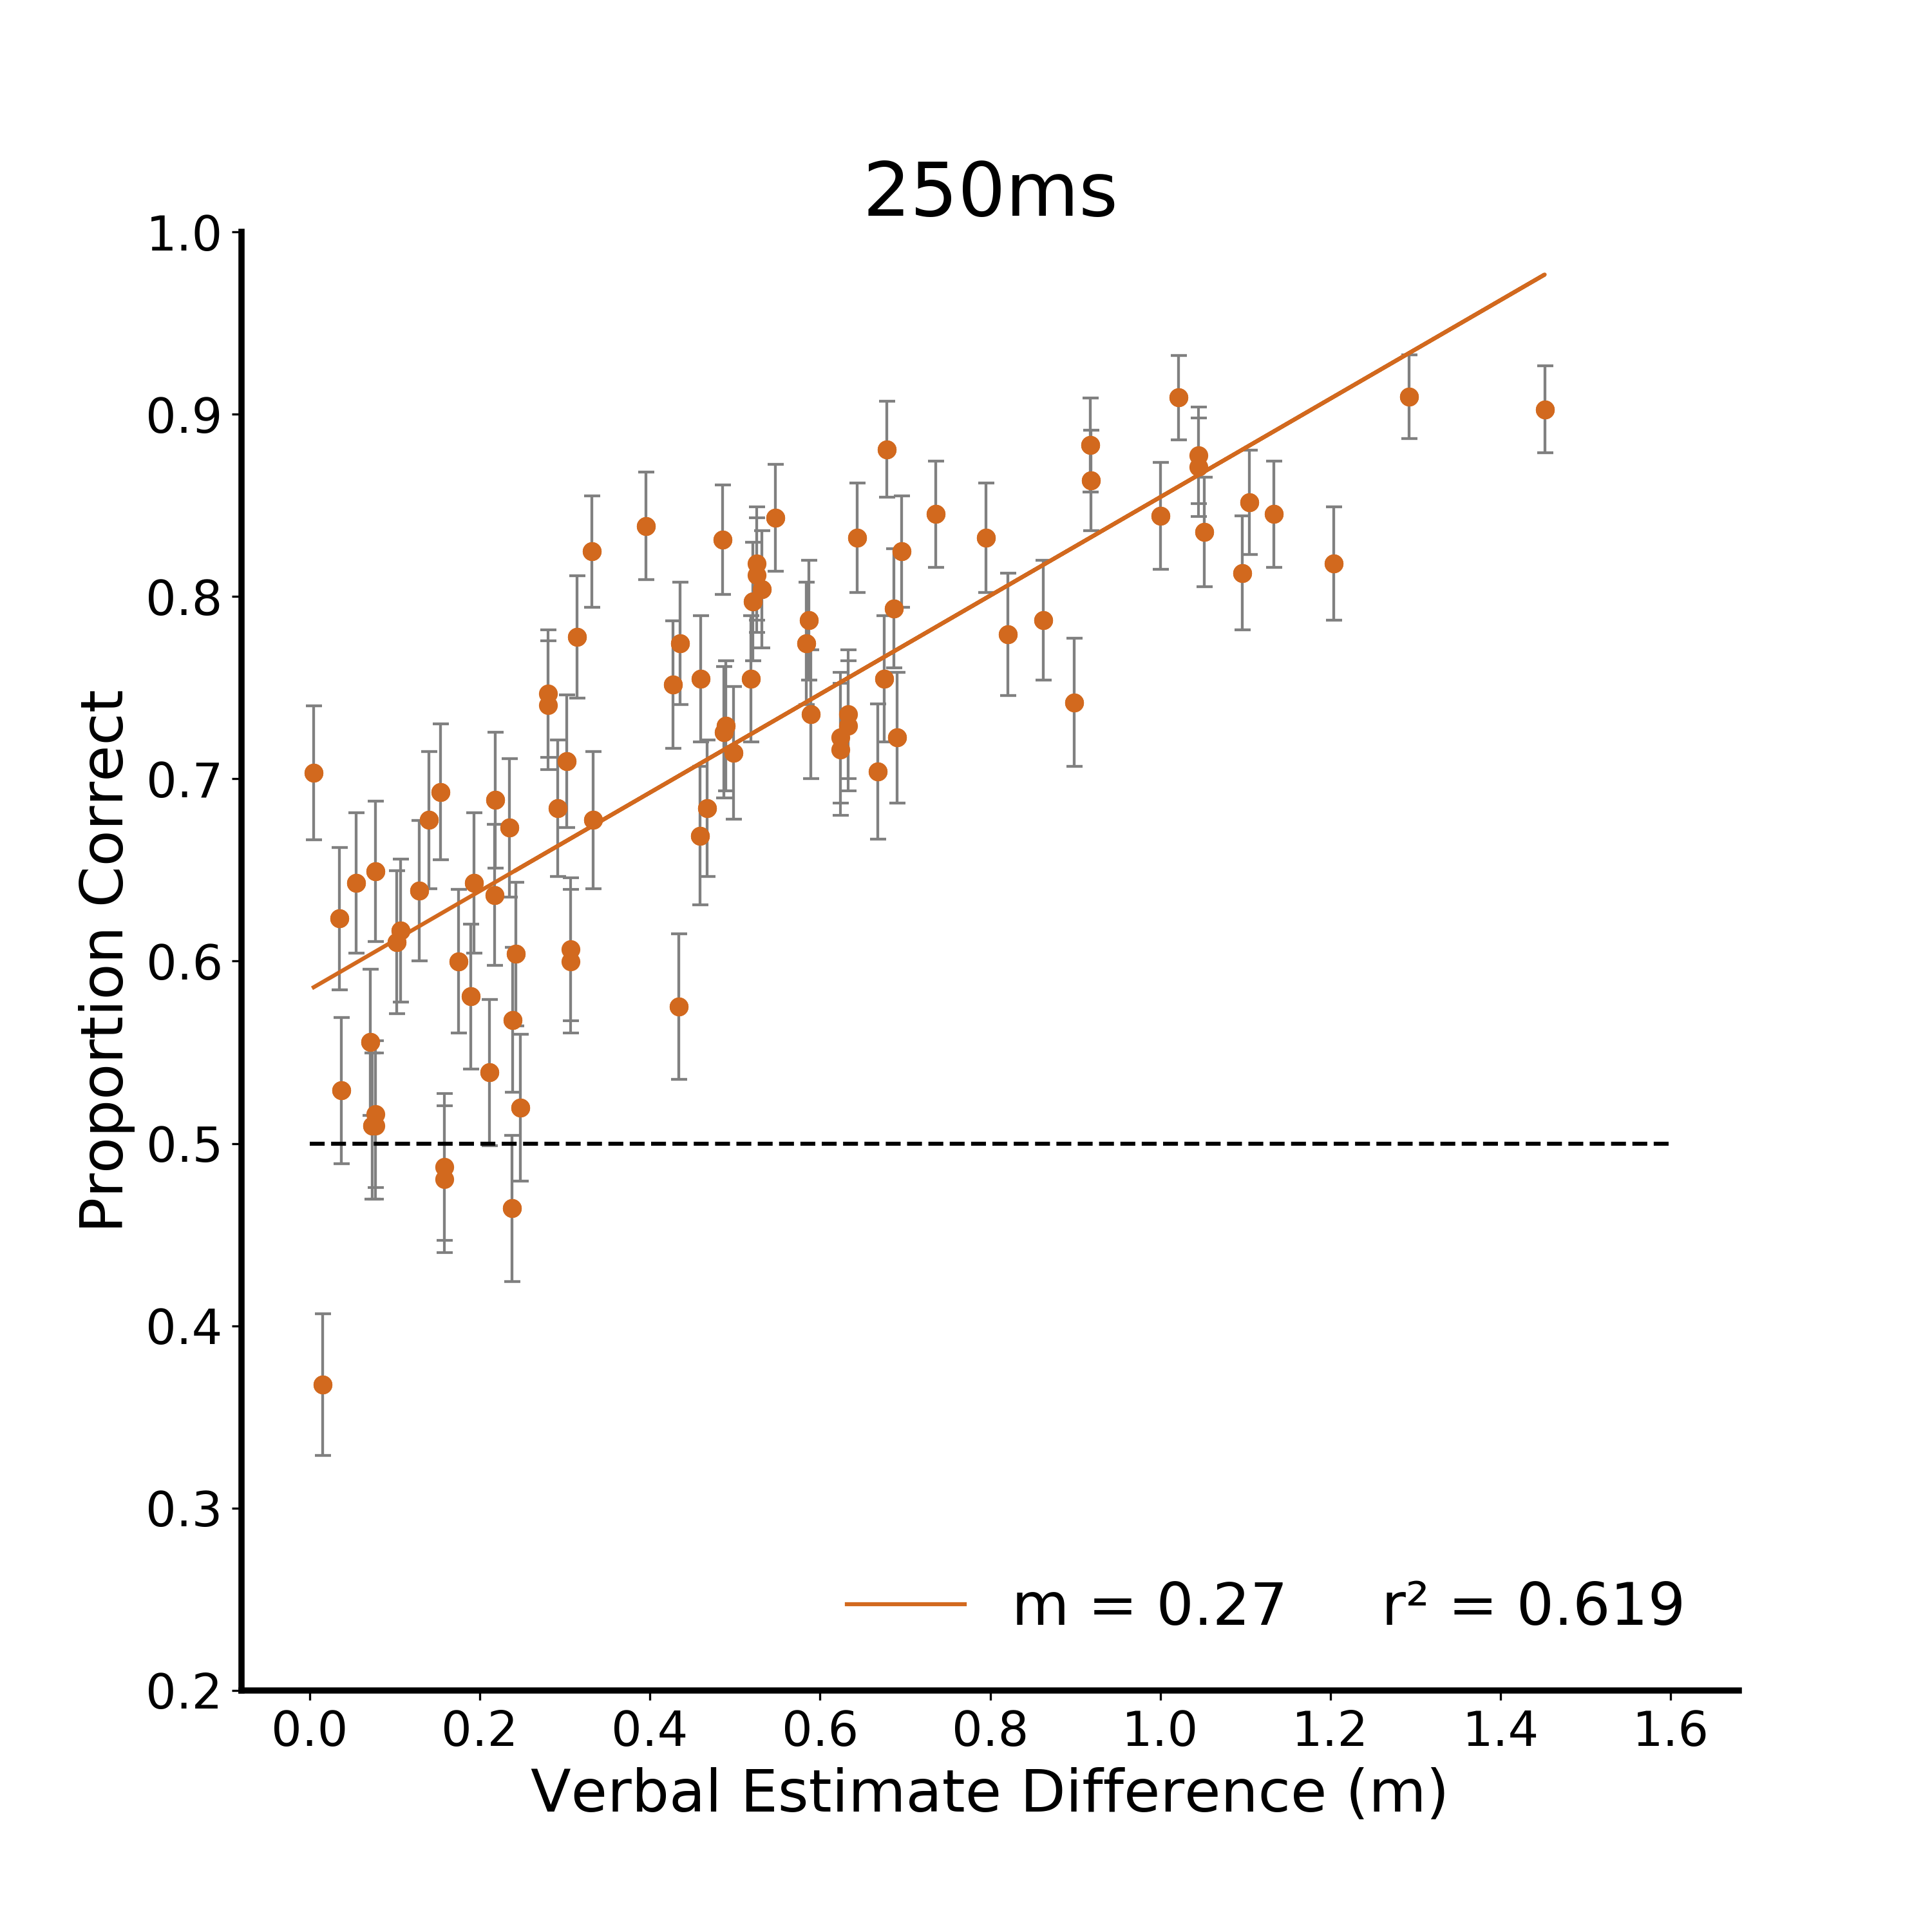 250ms
1.0
0.9
0.8
0.7
0.6
0.5
0.4
0.3
0.2
Proportion Correct
m = 0.27 r² = 0.619
0.0 0.2 0.4 0.6 0.8 1.0 1.2 1.4 1.6
Verbal Estimate Difference (m)